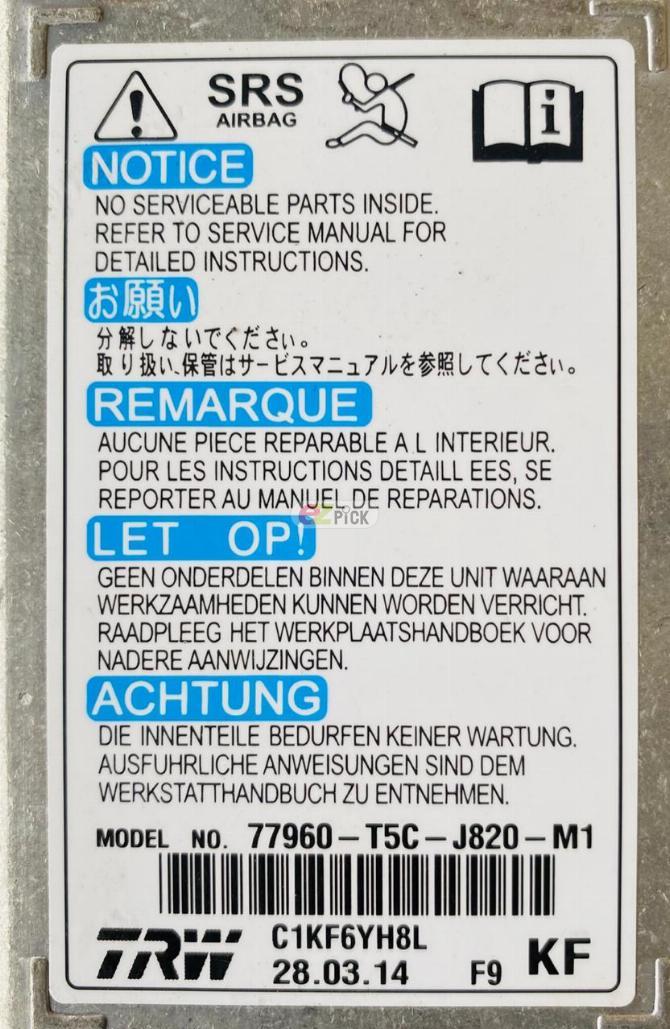 SRS
AIRBAG
NOTICE
NO SERVICEABLE PARTS INSIDE.
REFER TO SERVICE MANUAL FOR
DETAILED INSTRUCTIONS.
お願い
分解しないでください。
取り扱い、保管はサービスマニュアルを参照してください。
REMARQUE
AUCUNE PIECE REPARABLE A L INTERIEUR.
POUR LES INSTRUCTIONS DETAILL EES, SE
REPORTER AU MANUEL DE REPARATIONS.
ezPICK
LET OP!
GEEN ONDERDELEN BINNEN DEZE UNIT WAARAAN
WERKZAAMHEDEN KUNNEN WORDEN VERRICHT.
RAADPLEEG HET WERKPLAATSHANDBOEK VOOR
NADERE AANWIJZINGEN.
ACHTUNG
DIE INNENTEILE BEDURFEN KEINER WARTUNG.
AUSFUHRLICHE ANWEISUNGEN SIND DEM
WERKSTATTHANDBUCH ZU ENTNEHMEN.
MODEL NO. 77960-T5C-J820-M1
TRW C1KF6YH8L
28.03.14 F9 KF